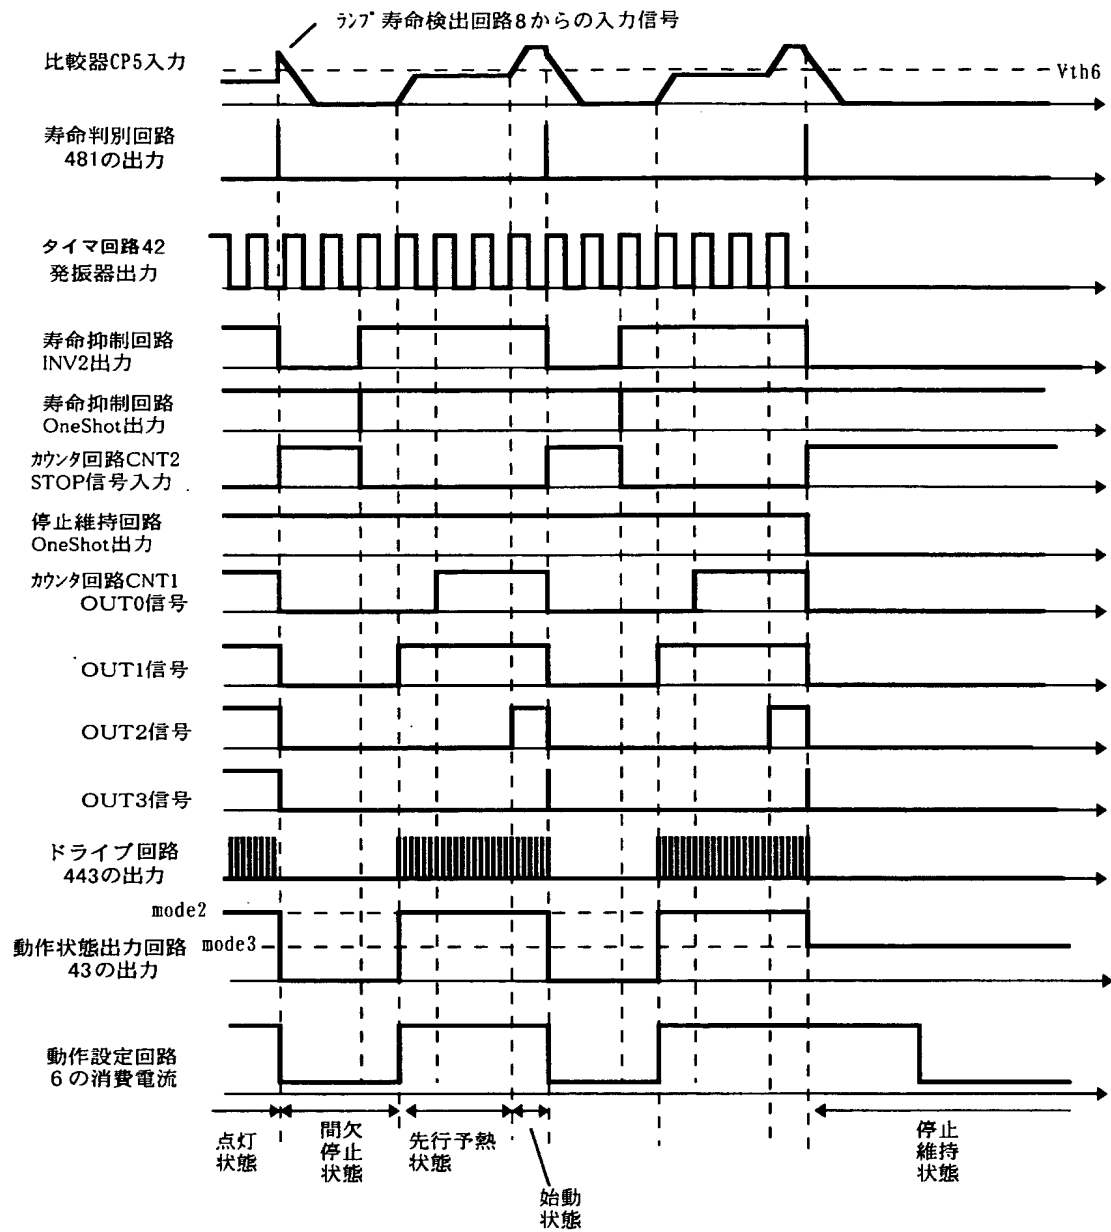 ﾗﾝﾌﾟ寿命検出回路8からの入力信号
比較器CP5入力
Vth6
寿命判別回路
481の出力
タイマ回路42
発振器出力
寿命抑制回路
INV2出力
寿命抑制回路
OneShot出力
ｶｳﾝﾀ回路CNT2
STOP信号入力
停止維持回路
OneShot出力
ｶｳﾝﾀ回路CNT1
OUT0信号
OUT1信号
OUT2信号
OUT3信号
ドライブ回路
443の出力
mode2
mode3
動作状態出力回路
43の出力
動作設定回路
6の消費電流
点灯
状態
間欠
停止
状態
先行予熱
状態
始動
状態
停止
維持
状態